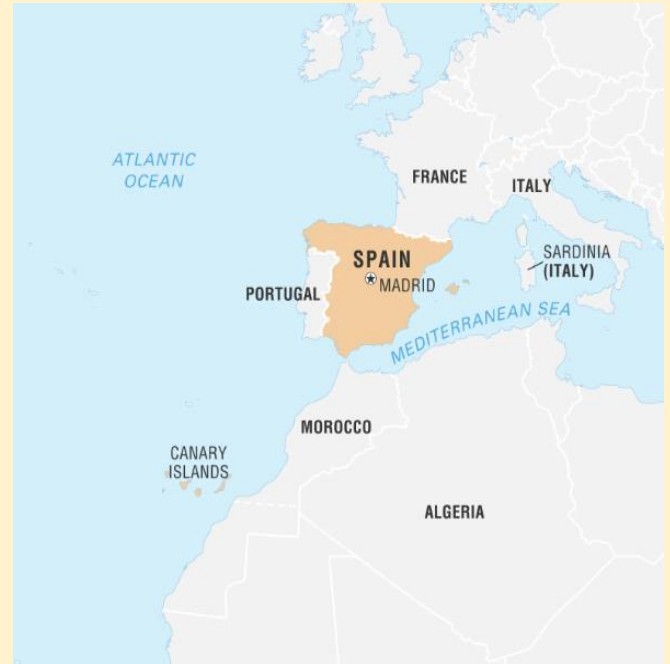 ATLANTIC
OCEAN
FRANCE
ITALY
SPAIN
SARDINIA
(ITALY)
MADRID
PORTUGAL
MEDITERRANEAN SEA
MOROCCO
CANARY
ISLANDS
ALGERIA